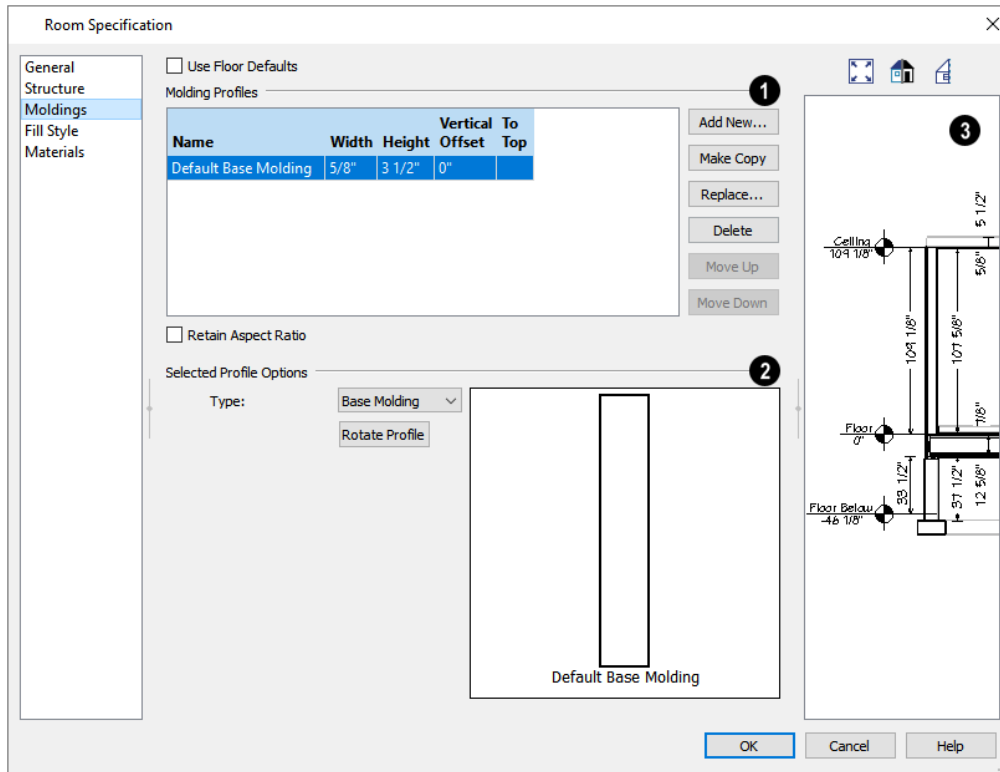 Room Specification
General
Structure
Moldings
Fill Style
Materials
Use Floor Defaults
Molding Profiles
1
Name Width Height Vertical Offset To Top
Default Base Molding 5/8" 3 1/2" 0"
Add New...
Make Copy
Replace...
Delete
Move Up
Move Down
Retain Aspect Ratio
Selected Profile Options
2
Type: Base Molding
Rotate Profile
Default Base Molding
3
5 1/2"
Ceiling
109 1/8"
5/8"
109 1/8"
107 5/8"
Floor
0"
1/8"
33 1/2"
31 1/2"
12 5/8"
Floor Below
-46 1/8"
OK
Cancel
Help